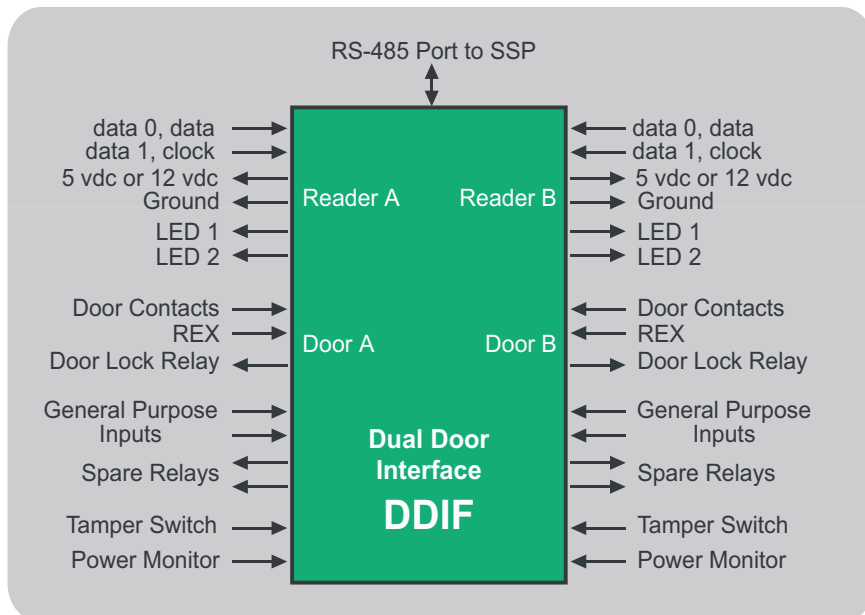 RS-485 Port to SSP
data 0, data
data 1, clock
5 vdc or 12 vdc
Ground
LED 1
LED 2
Door Contacts
REX
Door Lock Relay
General Purpose
Inputs
Spare Relays
Tamper Switch
Power Monitor
Reader A
Reader B
Door A
Door B
Dual Door
Interface
DDIF
data 0, data
data 1, clock
5 vdc or 12 vdc
Ground
LED 1
LED 2
Door Contacts
REX
Door Lock Relay
General Purpose
Inputs
Spare Relays
Tamper Switch
Power Monitor